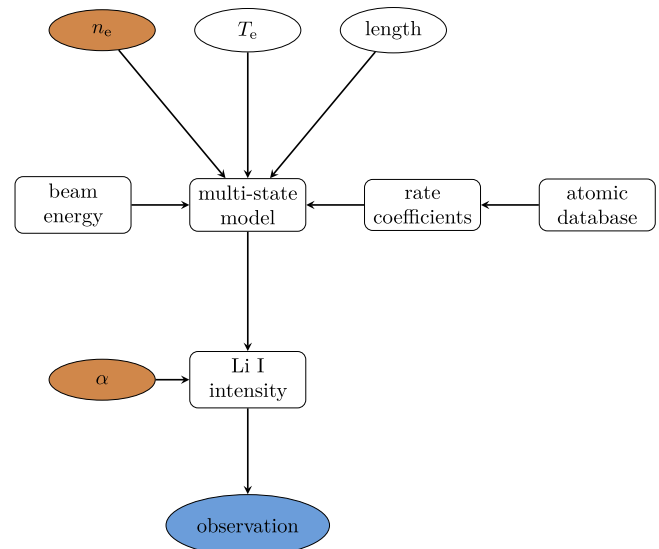 nₑ
Tₑ
length
beam
energy
multi-state
model
rate
coefficients
atomic
database
α
Li I
intensity
observation